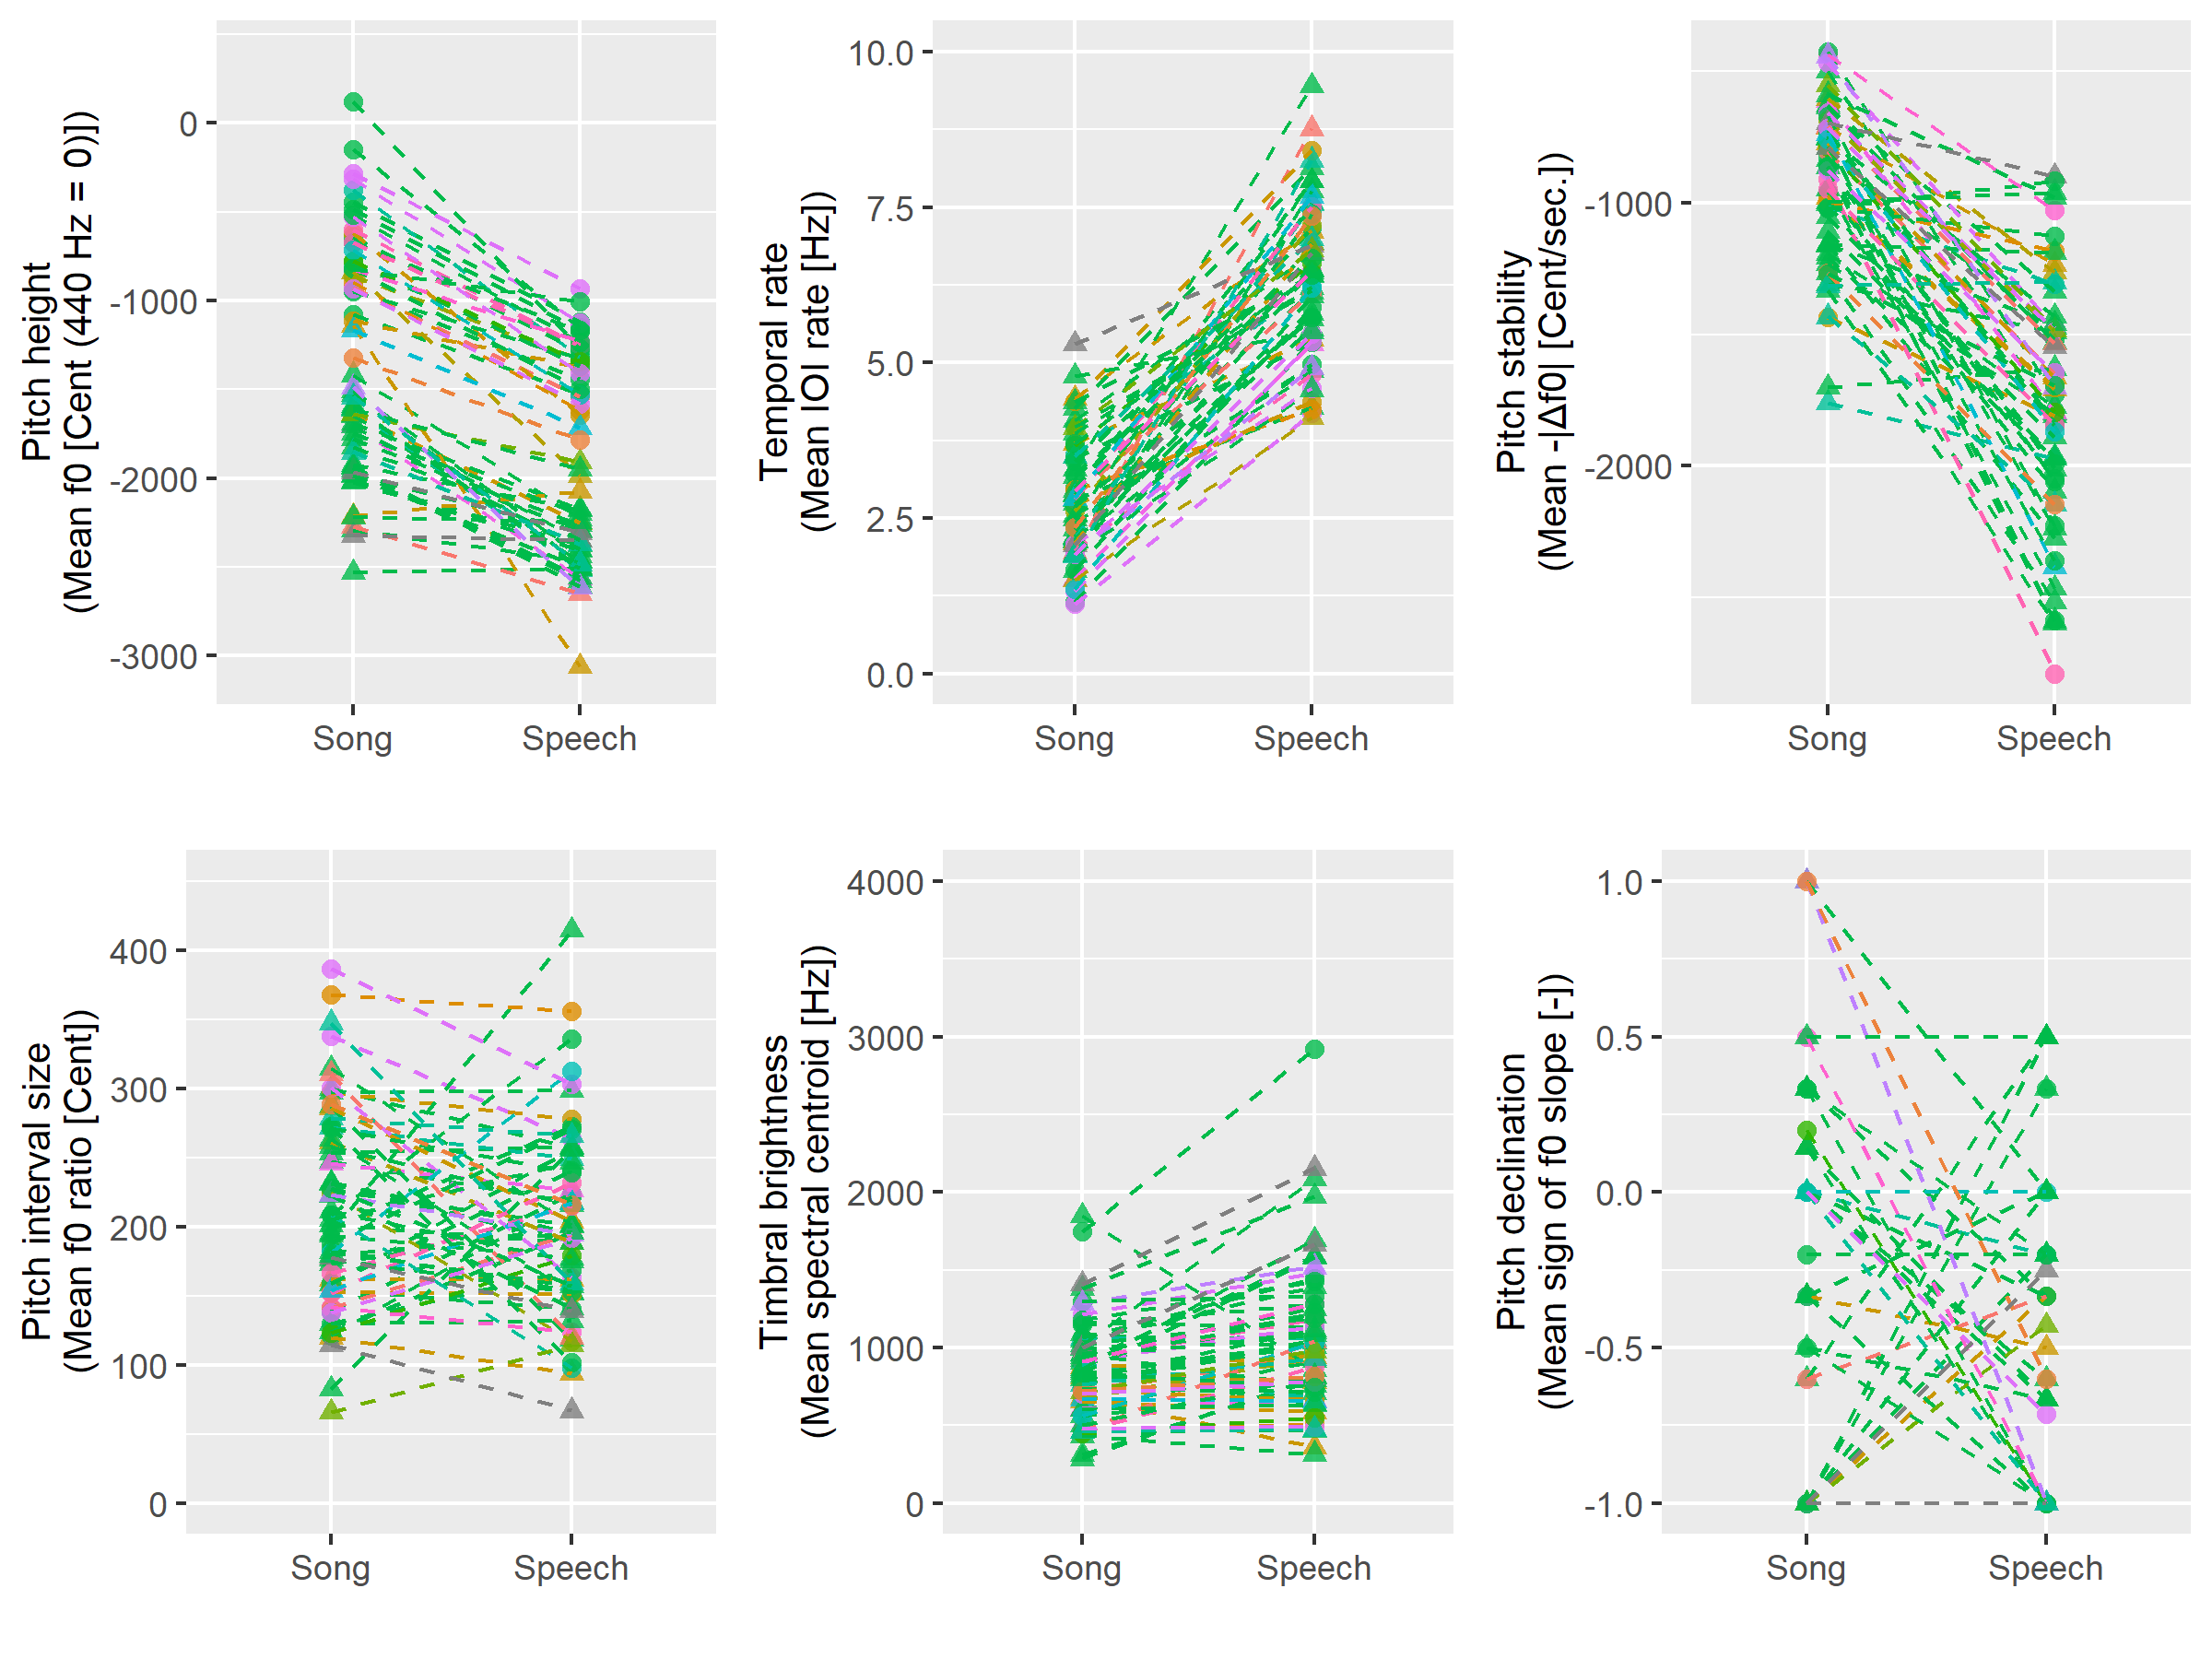 Pitch height
(Mean f0 [Cent (440 Hz = 0)])
0
-1000
-2000
-3000
Song Speech
Temporal rate
(Mean IOI rate [Hz])
10.0
7.5
5.0
2.5
0.0
Song Speech
Pitch stability
(Mean -|Δf0| [Cent/sec.])
-1000
-2000
Song Speech
Pitch interval size
(Mean f0 ratio [Cent])
400
300
200
100
0
Song Speech
Timbral brightness
(Mean spectral centroid [Hz])
4000
3000
2000
1000
0
Song Speech
Pitch declination
(Mean sign of f0 slope [-])
1.0
0.5
0.0
-0.5
-1.0
Song Speech